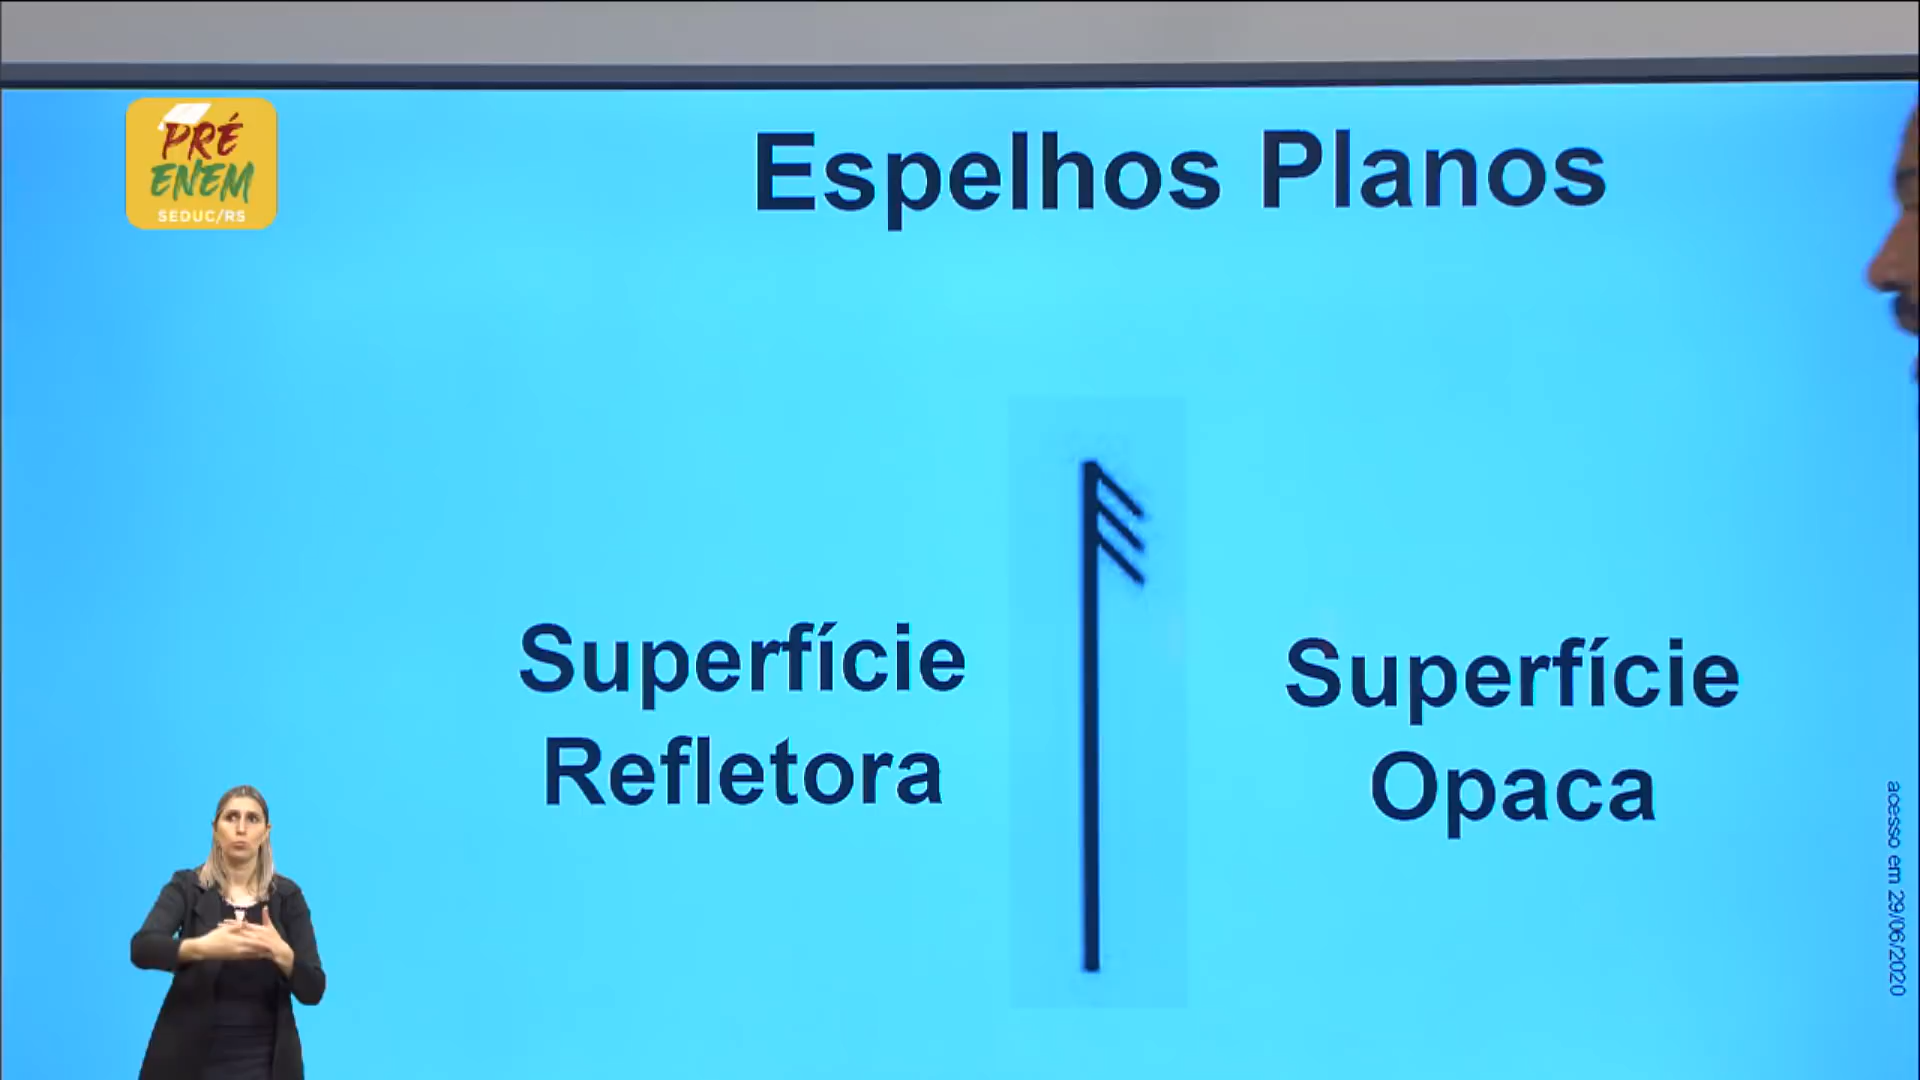 PRÉ
ENEM
SEDUC/RS
Espelhos Planos
Superfície
Refletora
Superfície
Opaca
acesso em 29/06/2020